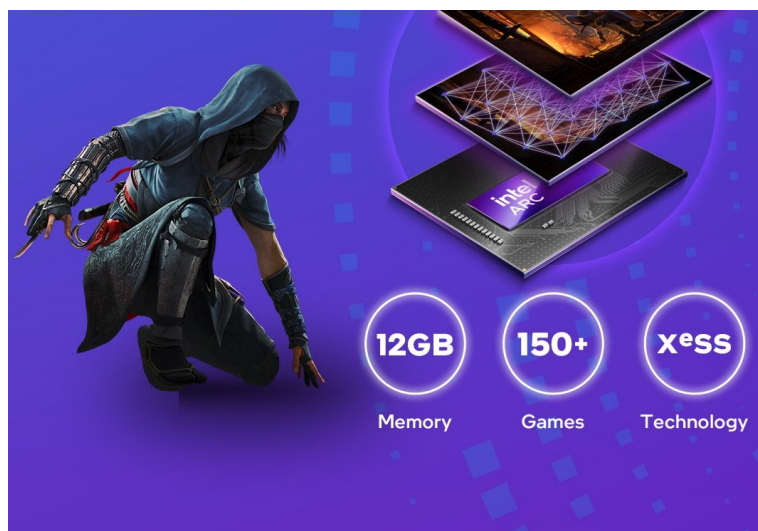 intel
ARC
12GB
150+
XᵉSS
Memory
Games
Technology